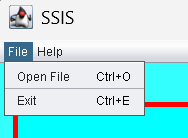 SSIS
File Help
Open File Ctrl+O
Exit Ctrl+E